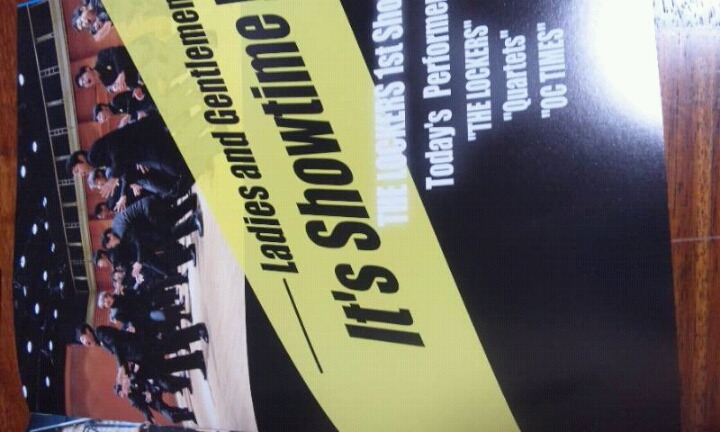 Ladies and Gentlemen
It's Showtime
THE LOCKERS 1st Sho
Today's Performe
"THE LOCKERS"
"Quartets"
"OC TIMES"